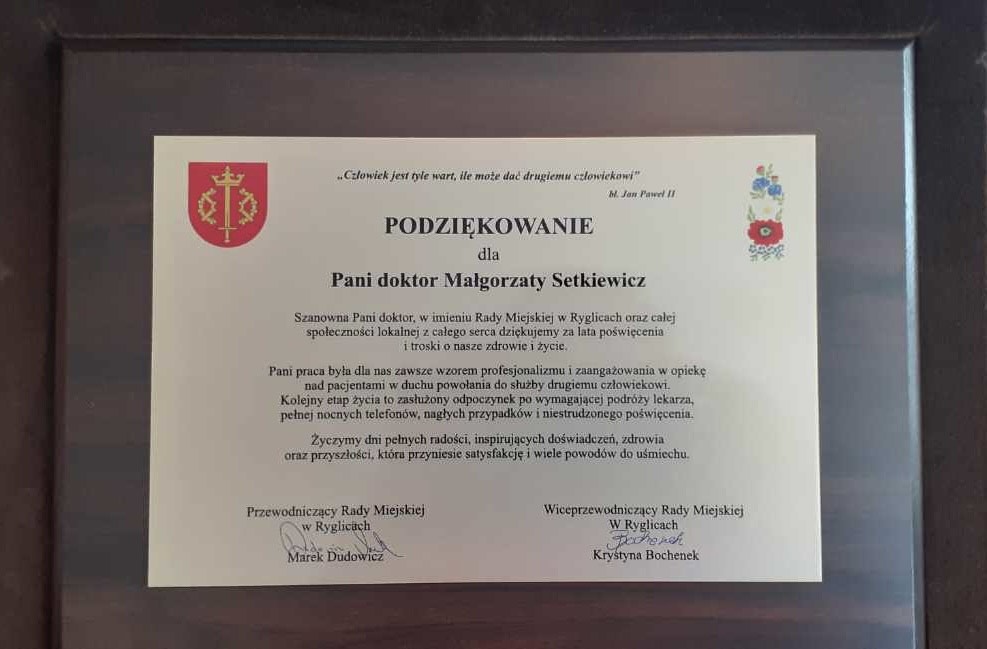 „Człowiek jest tyle wart, ile może dać drugiemu człowiekowi”
bł. Jan Paweł II
PODZIĘKOWANIE
dla
Pani doktor Małgorzaty Setkiewicz
Szanowna Pani doktor, w imieniu Rady Miejskiej w Ryglicach oraz całej
społeczności lokalnej z całego serca dziękujemy za lata poświęcenia
i troski o nasze zdrowie i życie.
Pani praca była dla nas zawsze wzorem profesjonalizmu i zaangażowania w opiekę
nad pacjentami w duchu powołania do służby drugiemu człowiekowi.
Kolejny etap życia to zasłużony odpoczynek po wymagającej podróży lekarza,
pełnej nocnych telefonów, nagłych przypadków i niestrudzonego poświęcenia.
Życzymy dni pełnych radości, inspirujących doświadczeń, zdrowia
oraz przyszłości, która przyniesie satysfakcję i wiele powodów do uśmiechu.
Przewodniczący Rady Miejskiej
w Ryglicach
Marek Dudowicz
Wiceprzewodniczący Rady Miejskiej
W Ryglicach
Bochenek
Krystyna Bochenek